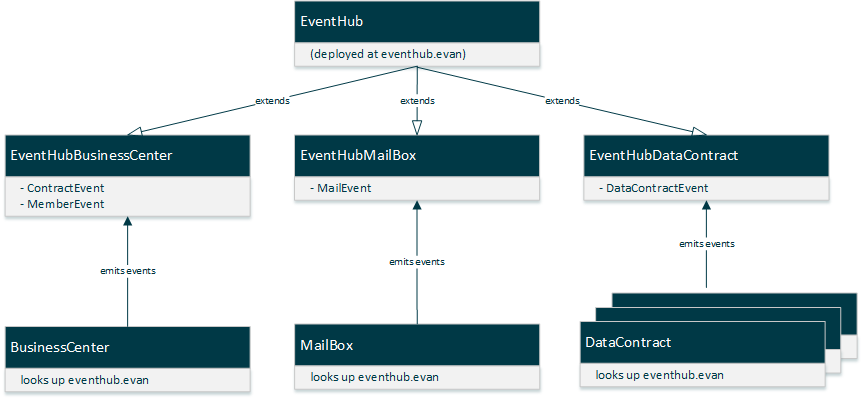 EventHub
(deployed at eventhub.evan)
extends
extends
extends
EventHubBusinessCenter
- ContractEvent
- MemberEvent
EventHubMailBox
- MailEvent
EventHubDataContract
- DataContractEvent
emits events
emits events
emits events
BusinessCenter
looks up eventhub.evan
MailBox
looks up eventhub.evan
DataContract
looks up eventhub.evan